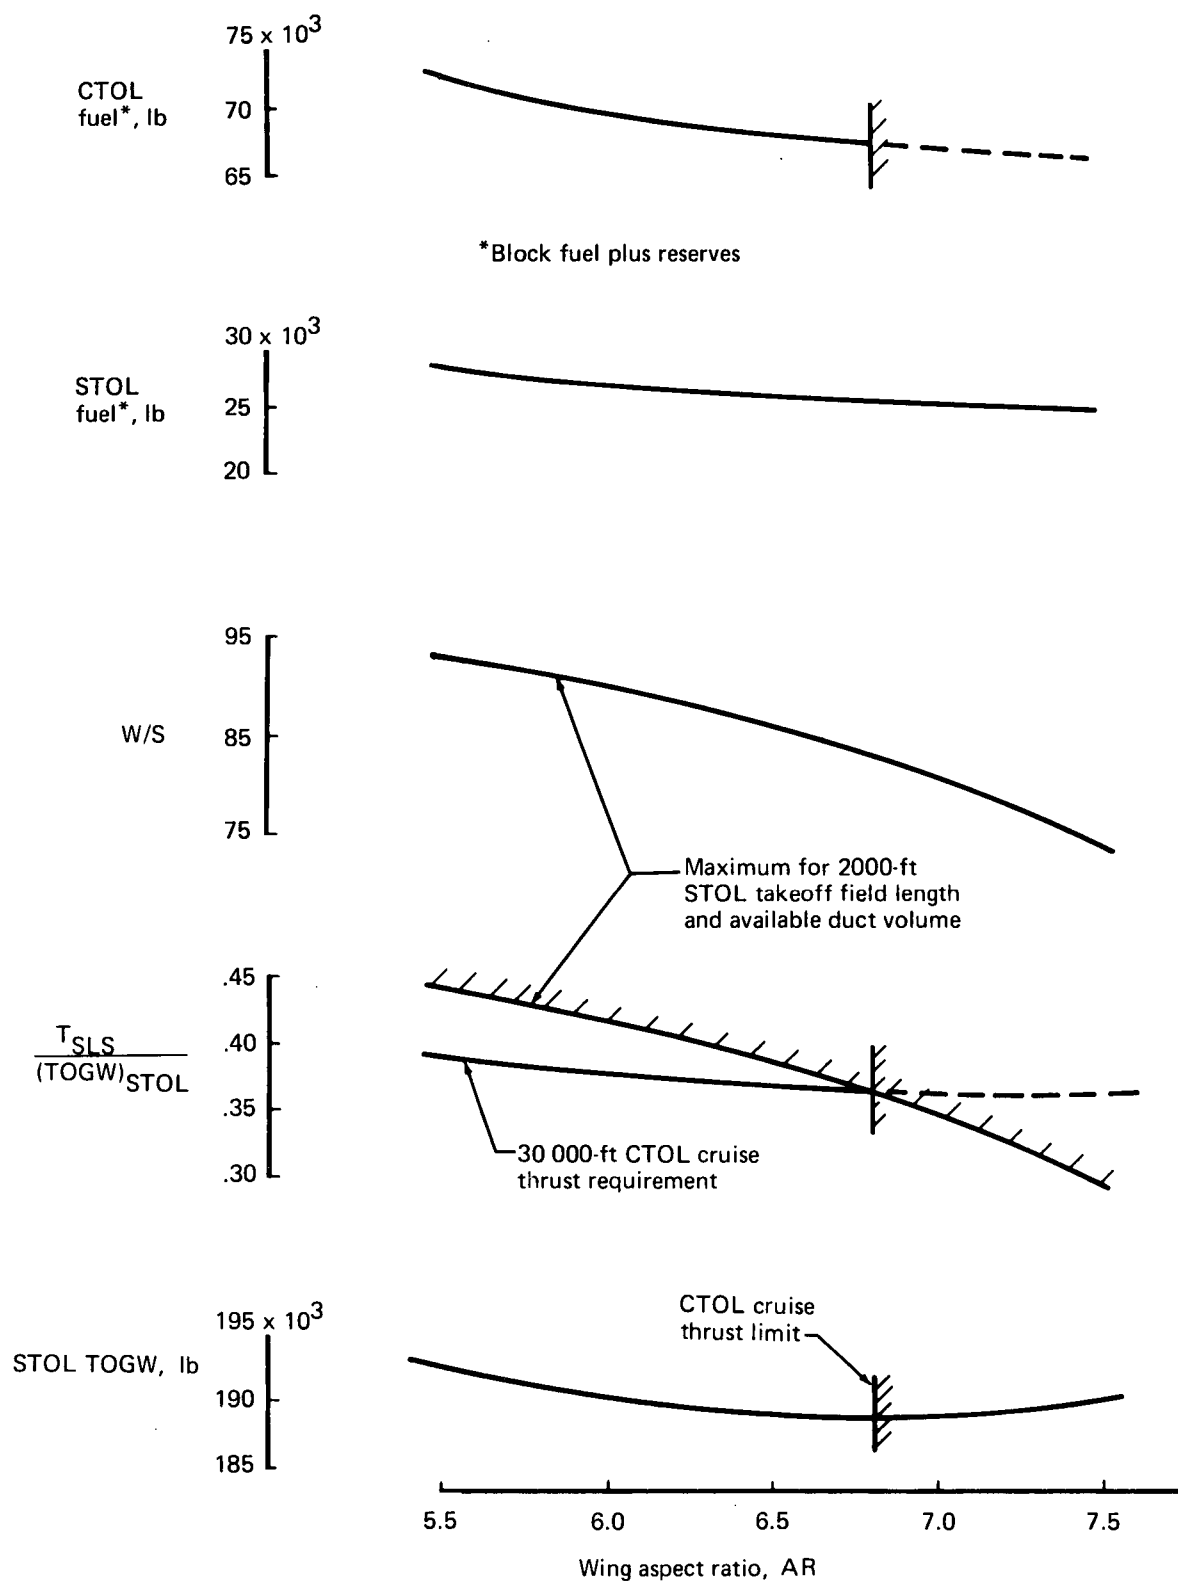 75 x 10³
CTOL
fuel*, lb
70
65
*Block fuel plus reserves
30 x 10³
STOL
fuel*, lb
25
20
95
W/S
85
75
Maximum for 2000-ft
STOL takeoff field length
and available duct volume
.45
TSLS
(TOGW)STOL
.40
.35
.30
30 000-ft CTOL cruise
thrust requirement
CTOL cruise
thrust limit
195 x 10³
STOL TOGW, lb
190
185
5.5 6.0 6.5 7.0 7.5
Wing aspect ratio, AR